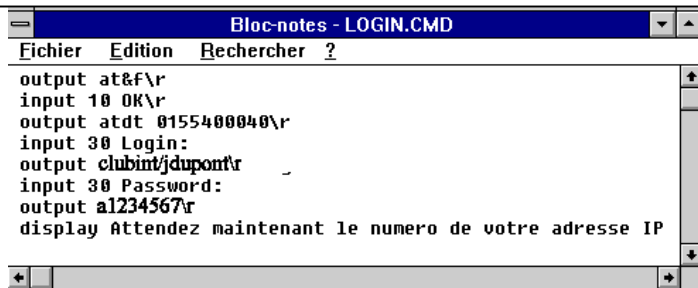 Bloc-notes - LOGIN.CMD
Fichier Edition Rechercher ?
output at&f\r
input 10 OK\r
output atdt 0155400040\r
input 30 Login:
output clubint/jdupont\r
input 30 Password:
output a1234567\r
display Attendez maintenant le numero de votre adresse IP